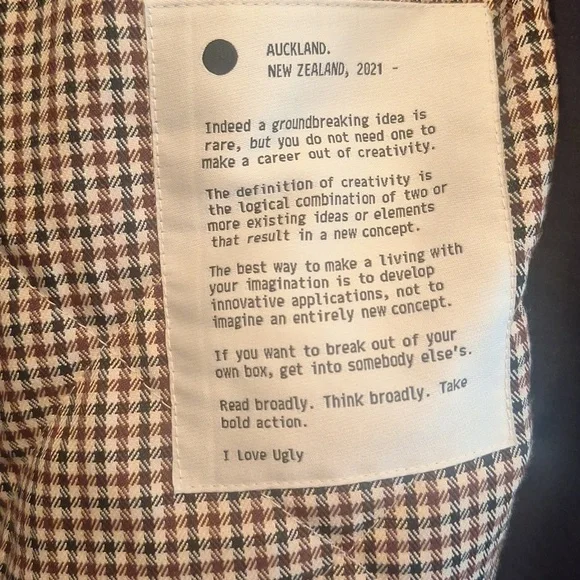 AUCKLAND.
NEW ZEALAND, 2021 -
Indeed a groundbreaking idea is
rare, but you do not need one to
make a career out of creativity.
The definition of creativity is
the logical combination of two or
more existing ideas or elements
that result in a new concept.
The best way to make a living with
your imagination is to develop
innovative applications, not to
imagine an entirely new concept.
If you want to break out of your
own box, get into somebody else's.
Read broadly. Think broadly. Take
bold action.
I Love Ugly